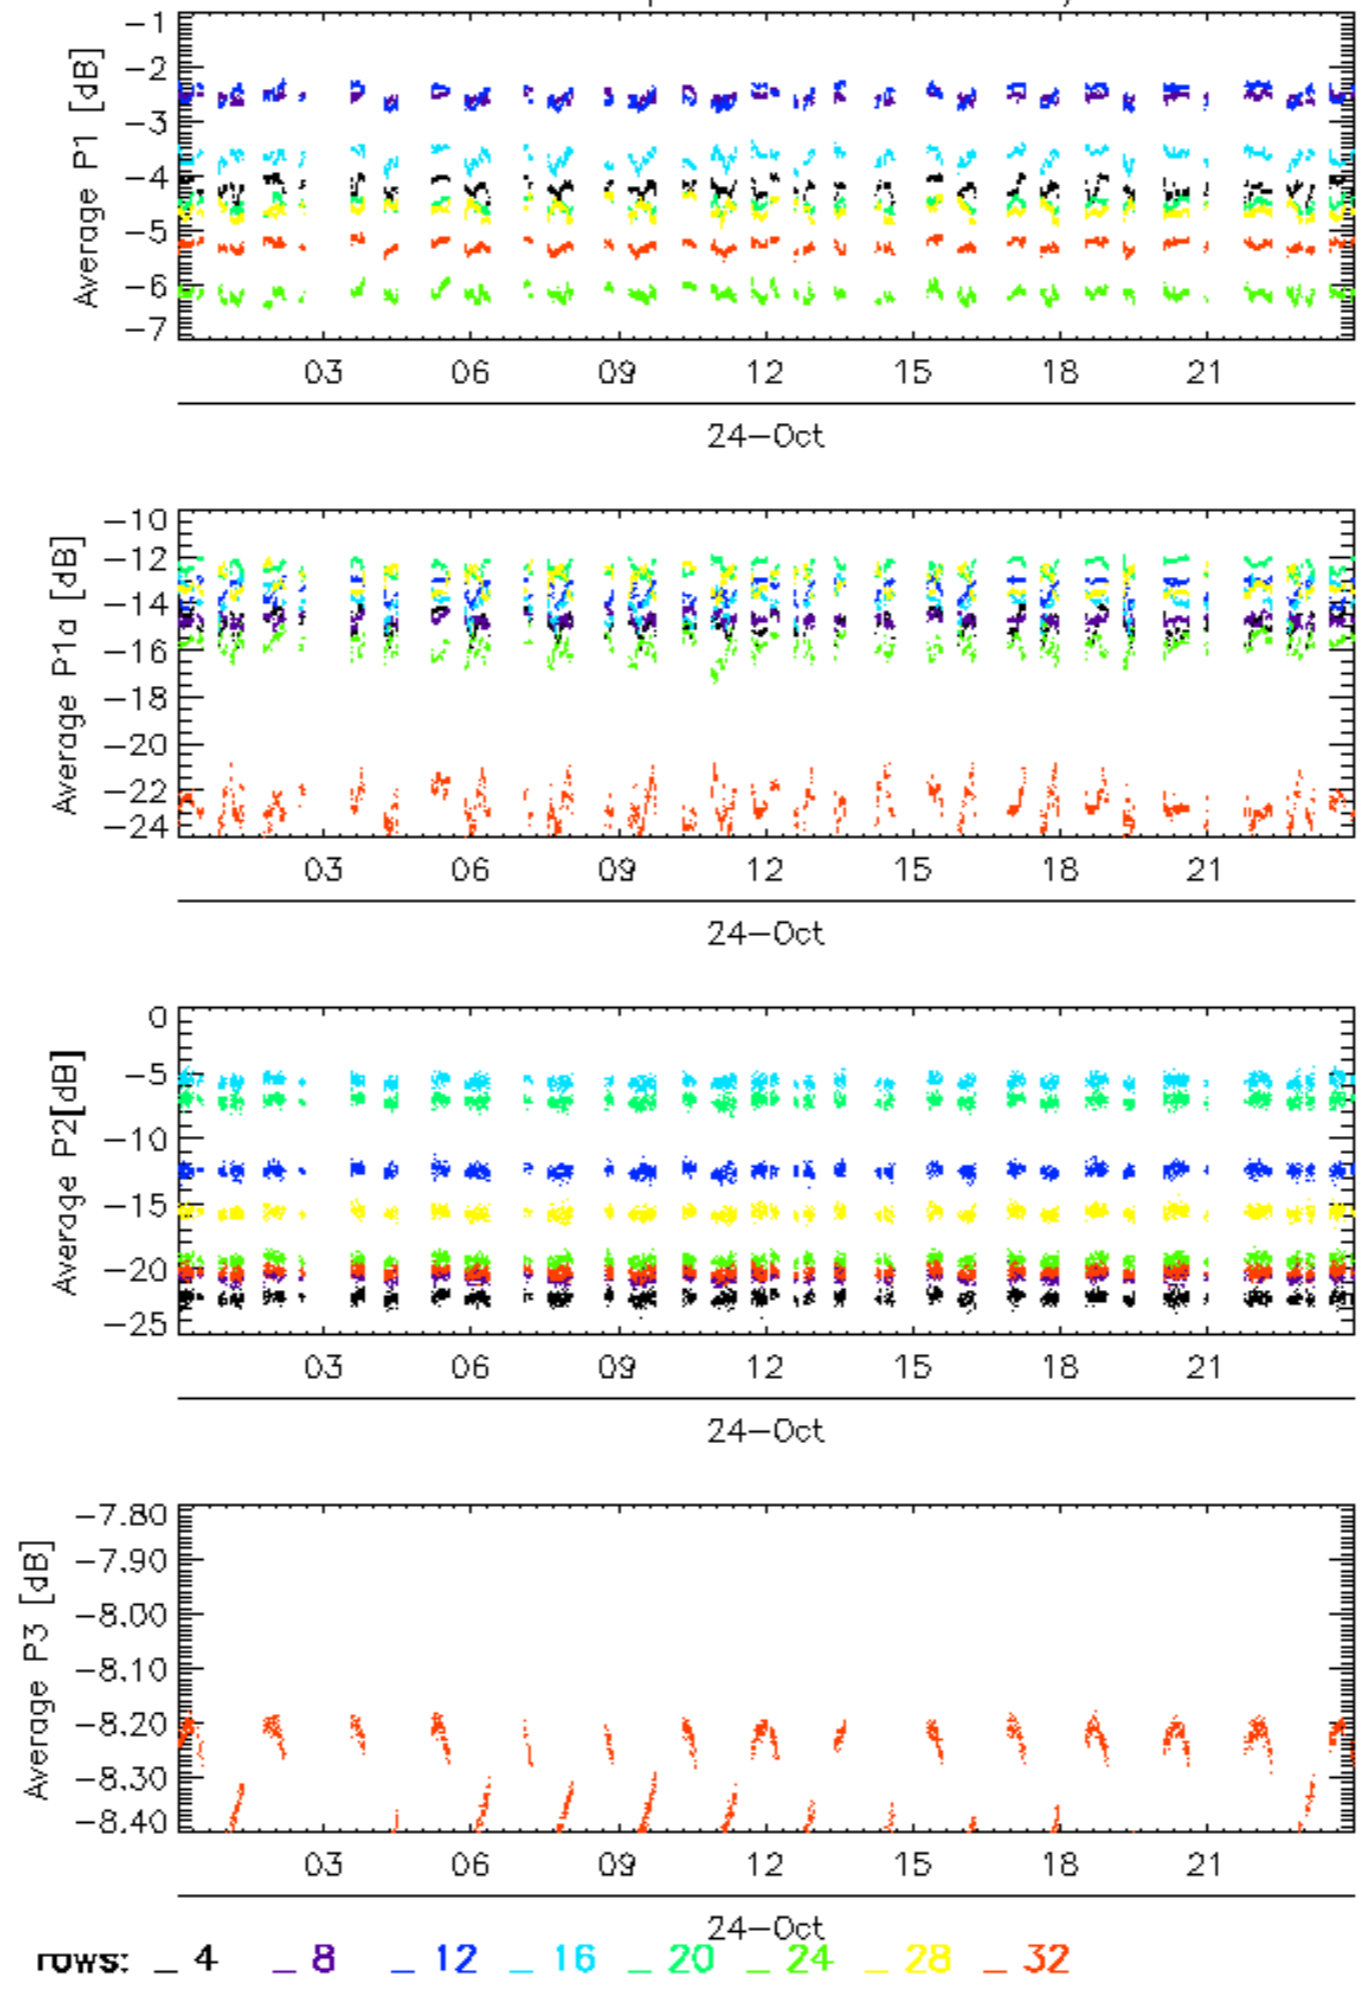 Average P1 [dB]
−1
−2
−3
−4
−5
−6
−7
03 06 09 12 15 18 21
24−Oct
Average P1a [dB]
−10
−12
−14
−16
−18
−20
−22
−24
03 06 09 12 15 18 21
24−Oct
Average P2[dB]
0
−5
−10
−15
−20
−25
03 06 09 12 15 18 21
24−Oct
Average P3 [dB]
−7.80
−7.90
−8.00
−8.10
−8.20
−8.30
−8.40
03 06 09 12 15 18 21
24−Oct
rows: _ 4 _ 8 _ 12 _ 16 _ 20 _ 24 _ 28 _ 32